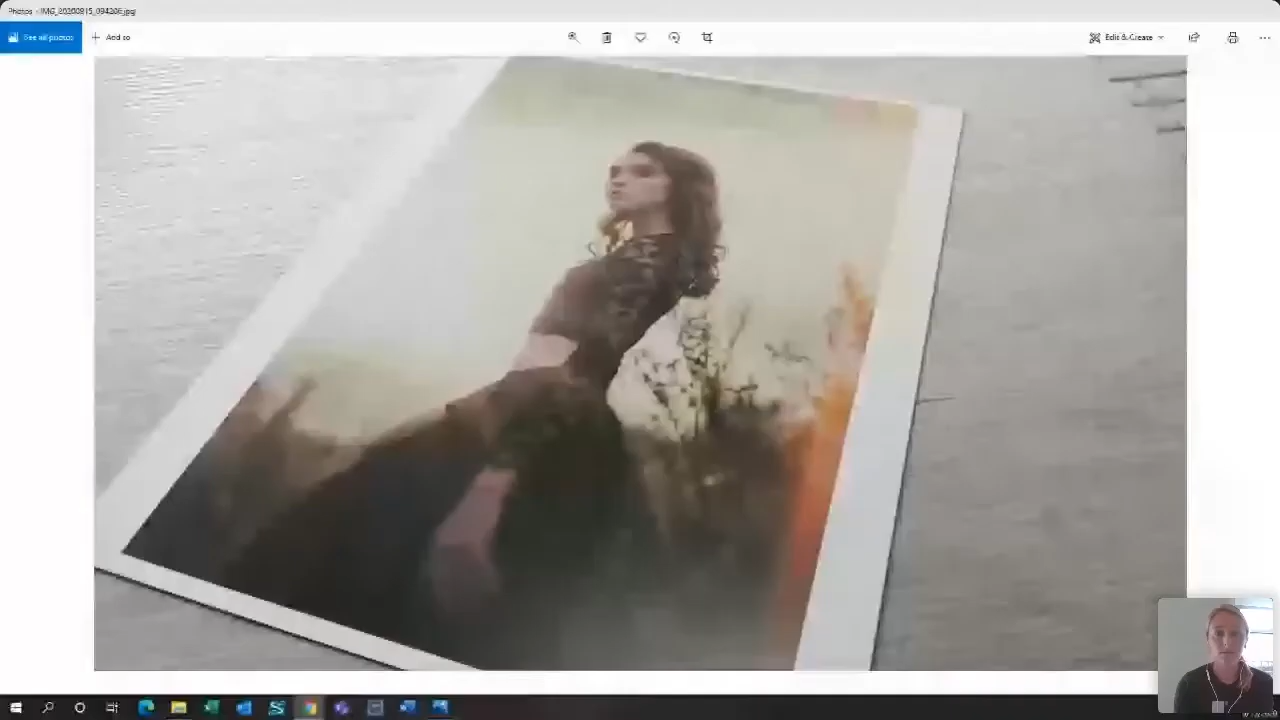 Photos - IMG_20200815_094206.jpg
See all photos
Add to
Edit & Create